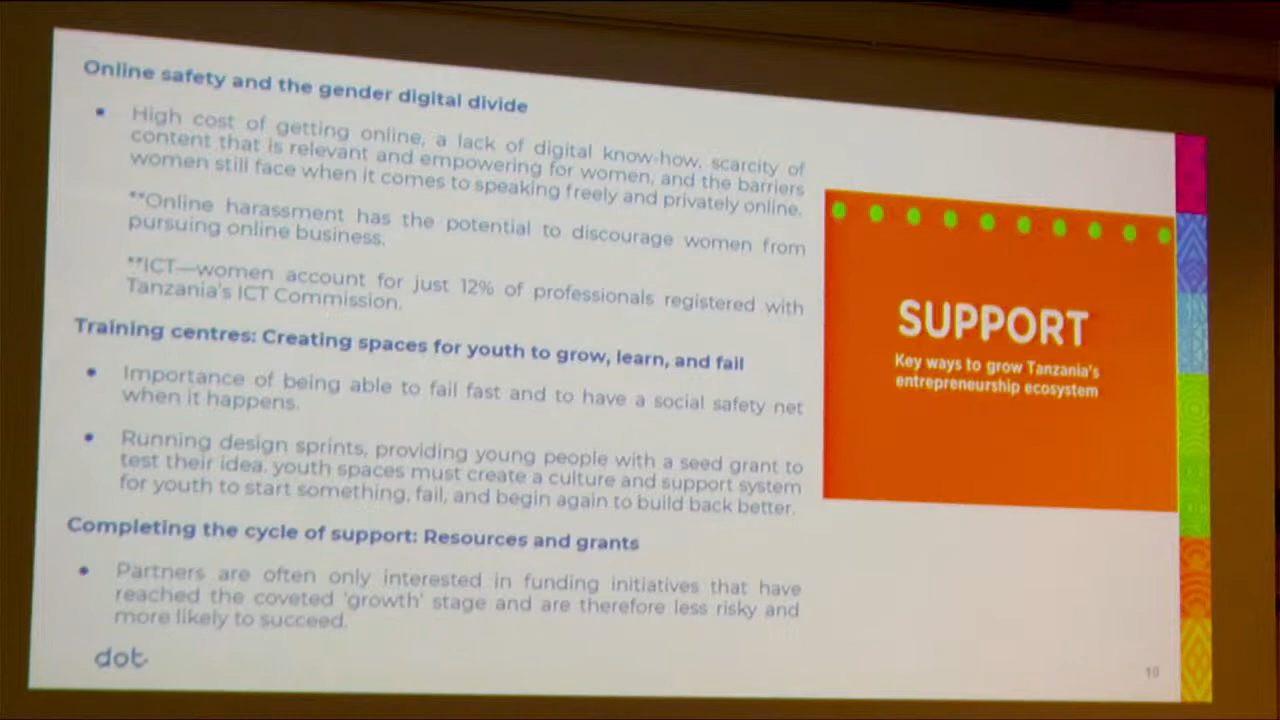 Online safety and the gender digital divide
• High cost of getting online, a lack of digital know-how, scarcity of
content that is relevant and empowering for women, and the barriers
women still face when it comes to speaking freely and privately online.
**Online harassment has the potential to discourage women from
pursuing online business.
**ICT—women account for just 12% of professionals registered with
Tanzania's ICT Commission.
Training centres: Creating spaces for youth to grow, learn, and fail
• Importance of being able to fail fast and to have a social safety net
when it happens.
• Running design sprints, providing young people with a seed grant to
test their idea, youth spaces must create a culture and support system
for youth to start something, fail, and begin again to build back better.
Completing the cycle of support: Resources and grants
• Partners are often only interested in funding initiatives that have
reached the coveted 'growth' stage and are therefore less risky and
more likely to succeed.
dot
SUPPORT
Key ways to grow Tanzania's
entrepreneurship ecosystem